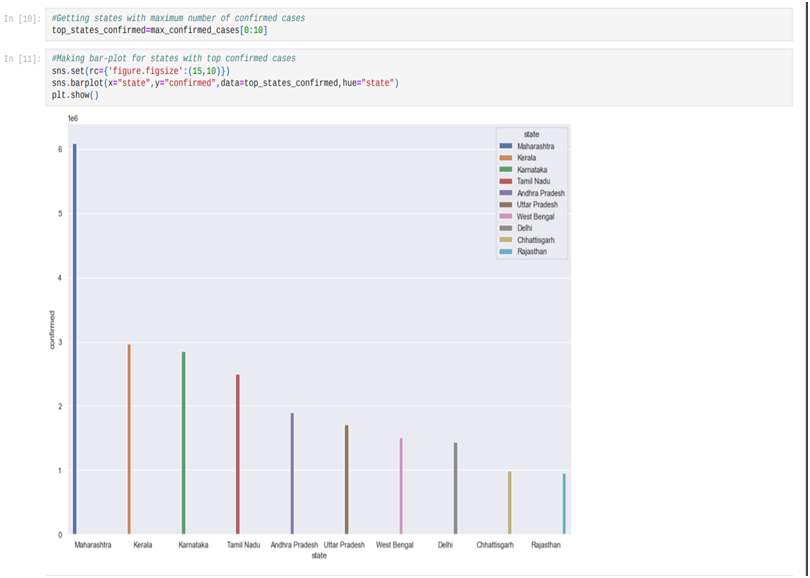 In [10]:
#Getting states with maximum number of confirmed cases
top_states_confirmed=max_confirmed_cases[0:10]
In [11]:
#Making bar-plot for states with top confirmed cases
sns.set(rc={'figure.figsize':(15,10)})
sns.barplot(x="state",y="confirmed",data=top_states_confirmed,hue="state")
plt.show()
1e6
state
Maharashtra
Kerala
Karnataka
Tamil Nadu
Andhra Pradesh
Uttar Pradesh
West Bengal
Delhi
Chhattisgarh
Rajasthan
6
5
4
3
2
1
0
confirmed
Maharashtra Kerala Karnataka Tamil Nadu Andhra Pradesh Uttar Pradesh West Bengal Delhi Chhattisgarh Rajasthan
state